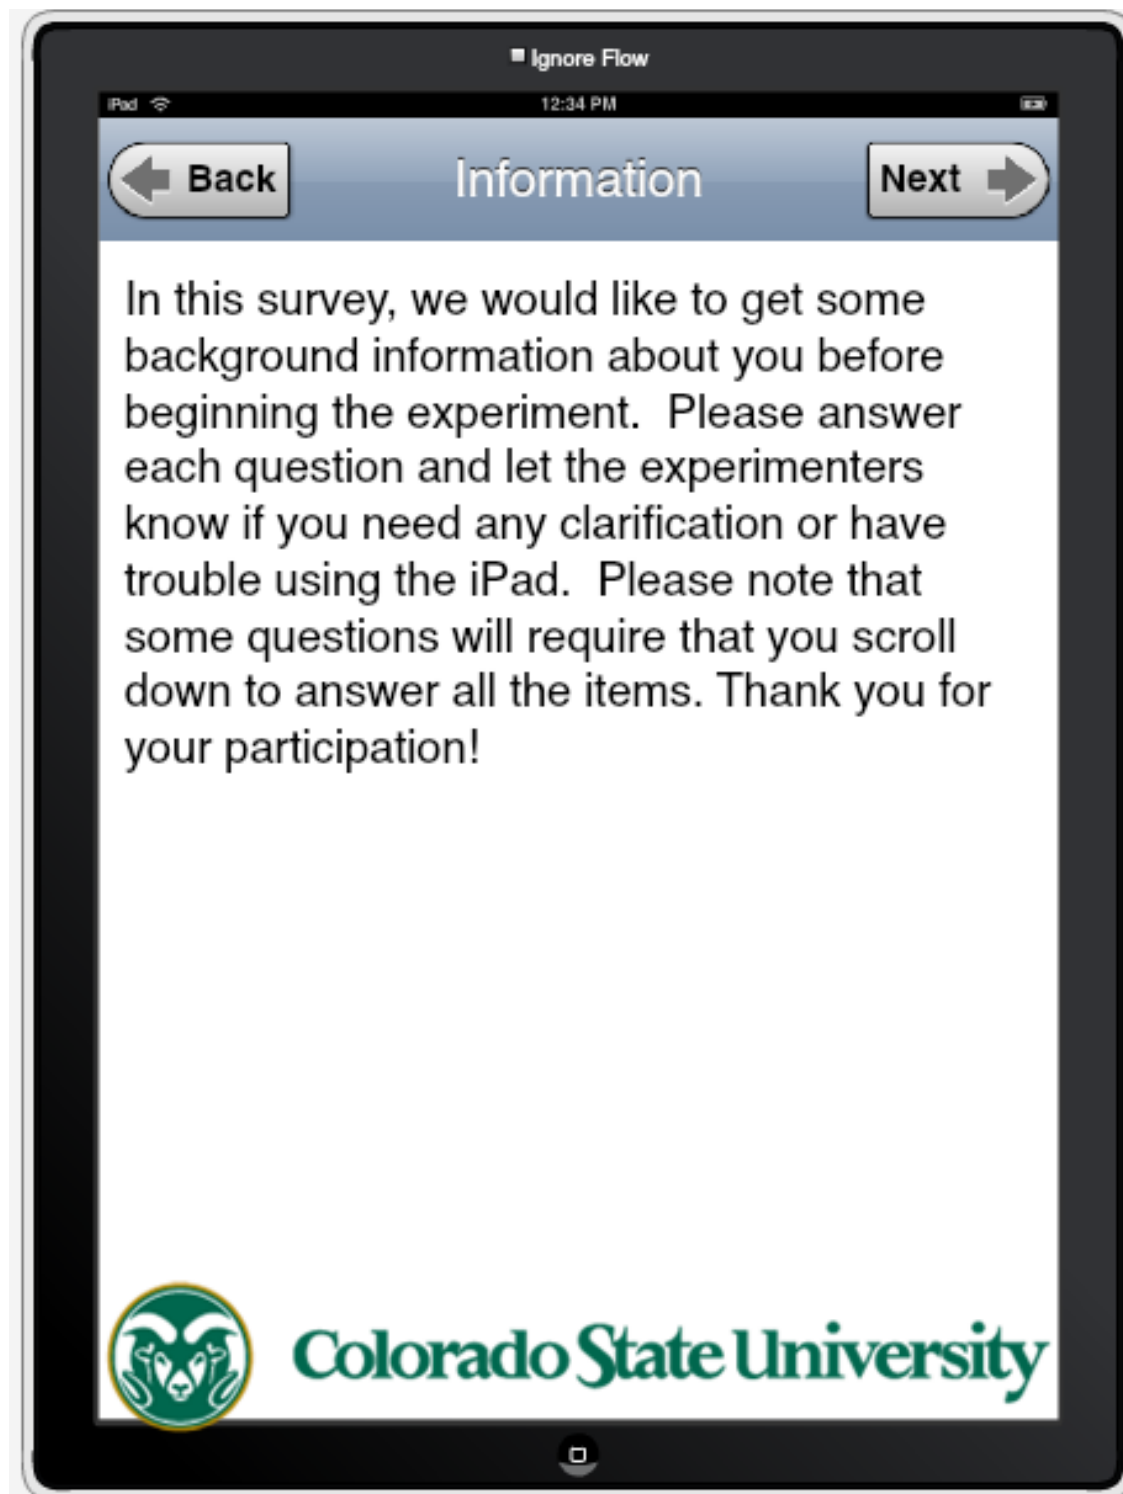 Ignore Flow
iPad
12:34 PM
Back
Information
Next
In this survey, we would like to get some
background information about you before
beginning the experiment.  Please answer
each question and let the experimenters
know if you need any clarification or have
trouble using the iPad.  Please note that
some questions will require that you scroll
down to answer all the items. Thank you for
your participation!
Colorado State University